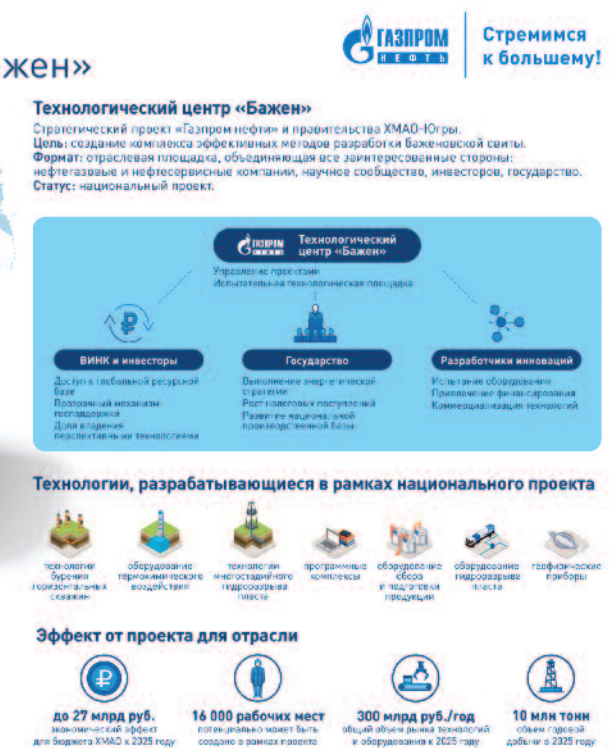 ГАЗПРОМ
НЕФТЬ
Стремимся
к большему!
жен»
Технологический центр «Бажен»
Стратегический проект «Газпром нефти» и правительства ХМАО-Югры.
Цель: создание комплекса эффективных методов разработки баженовской свиты.
Формат: отраслевая площадка, объединяющая все заинтересованные стороны:
нефтегазовые и нефтесервисные компании, научное сообщество, инвесторов, государство.
Статус: национальный проект.
ГАЗПРОМ
НЕФТЬ
Технологический
центр «Бажен»
Управление проектами
Испытательная технологическая площадка
ВИНК и инвесторы
Доступ к глобальной ресурсной
базе
Прозрачный механизм
господдержки
Доля владения
перспективными технологиями
Государство
Выполнение энергетической
стратегии
Рост налоговых поступлений
Развитие национальной
производственной базы
Разработчики инноваций
Испытание оборудования
Привлечение финансирования
Коммерциализация технологий
Технологии, разрабатывающиеся в рамках национального проекта
технологии
бурения
горизонтальных
скважин
оборудование
термохимического
воздействия
технологии
многостадийного
гидроразрыва
пласта
программные
комплексы
оборудование
сбора
и подготовки
продукции
оборудование
гидроразрыва
пласта
геофизические
приборы
Эффект от проекта для отрасли
до 27 млрд руб.
экономический эффект
для бюджета ХМАО к 2025 году
16 000 рабочих мест
потенциально может быть
создано в рамках проекта
300 млрд руб./год
общий объем рынка технологий
и оборудования к 2025 году
10 млн тонн
объем годовой
добычи в 2025 году